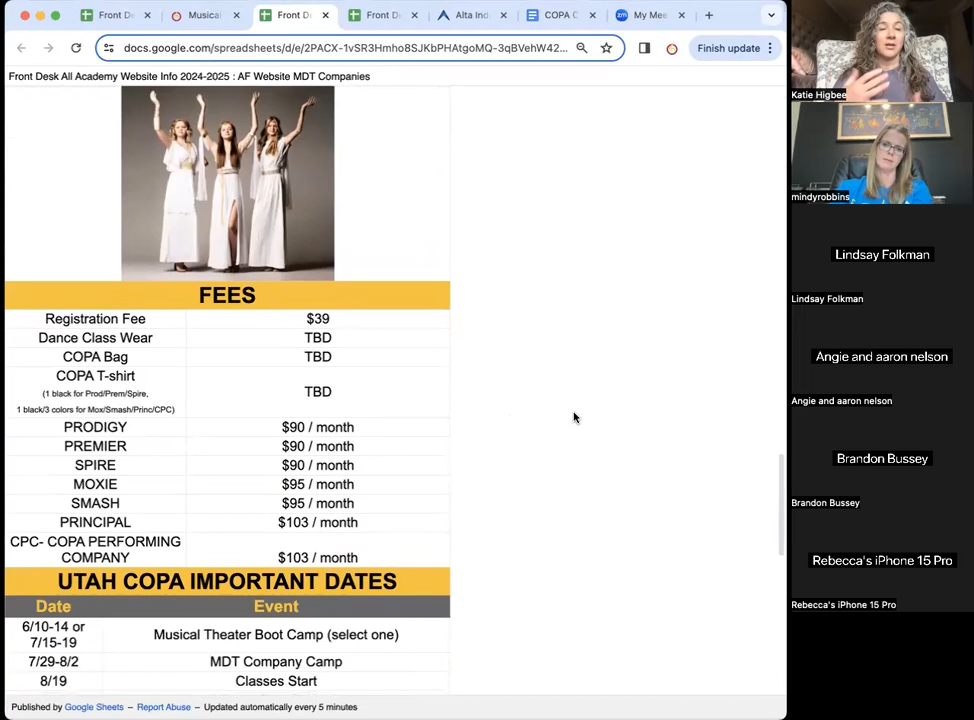 Front De
Musical
Front De
Front De
Alta Ind
COPA C
zm My Mee
docs.google.com/spreadsheets/d/e/2PACX-1vSR3Hmho8SJKbPHAtgoMQ-3qBVehW42...
Finish update
Front Desk All Academy Website Info 2024-2025 : AF Website MDT Companies
FEES
Registration Fee $39
Dance Class Wear TBD
COPA Bag TBD
COPA T-shirt
(1 black for Prod/Prem/Spire,
1 black/3 colors for Mox/Smash/Princ/CPC)
TBD
PRODIGY $90 / month
PREMIER $90 / month
SPIRE $90 / month
MOXIE $95 / month
SMASH $95 / month
PRINCIPAL $103 / month
CPC- COPA PERFORMING
COMPANY $103 / month
UTAH COPA IMPORTANT DATES
Date Event
6/10-14 or
7/15-19
Musical Theater Boot Camp (select one)
7/29-8/2 MDT Company Camp
8/19 Classes Start
Published by Google Sheets – Report Abuse – Updated automatically every 5 minutes
Katie Higbee
mindyrobbins
Lindsay Folkman
Lindsay Folkman
Angie and aaron nelson
Angie and aaron nelson
Brandon Bussey
Brandon Bussey
Rebecca's iPhone 15 Pro
Rebecca's iPhone 15 Pro